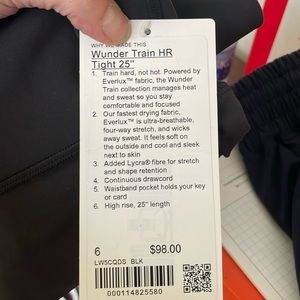 WHY WE MADE THIS
Wunder Train HR
Tight 25"
1. Train hard, not hot. Powered by
Everlux™ fabric, the Wunder
Train collection manages heat
and sweat so you stay
comfortable and focused
2. Our fastest drying fabric,
Everlux™ is ultra-breathable,
four-way stretch, and wicks
away sweat. It feels soft on
the outside and cool and sleek
next to skin
3. Added Lycra® fibre for stretch
and shape retention
4. Continuous drawcord
5. Waistband pocket holds your key
or card
6. High rise, 25" length
6 $98.00
LW5CQDS BLK
000114825580